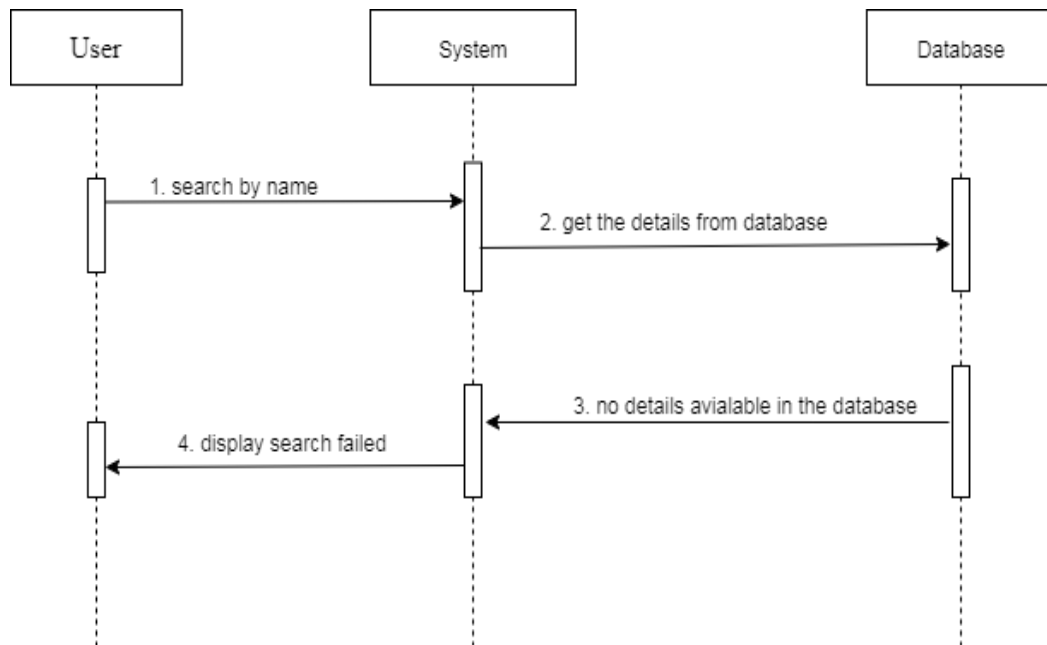 User
System
Database
1. search by name
2. get the details from database
3. no details avialable in the database
4. display search failed